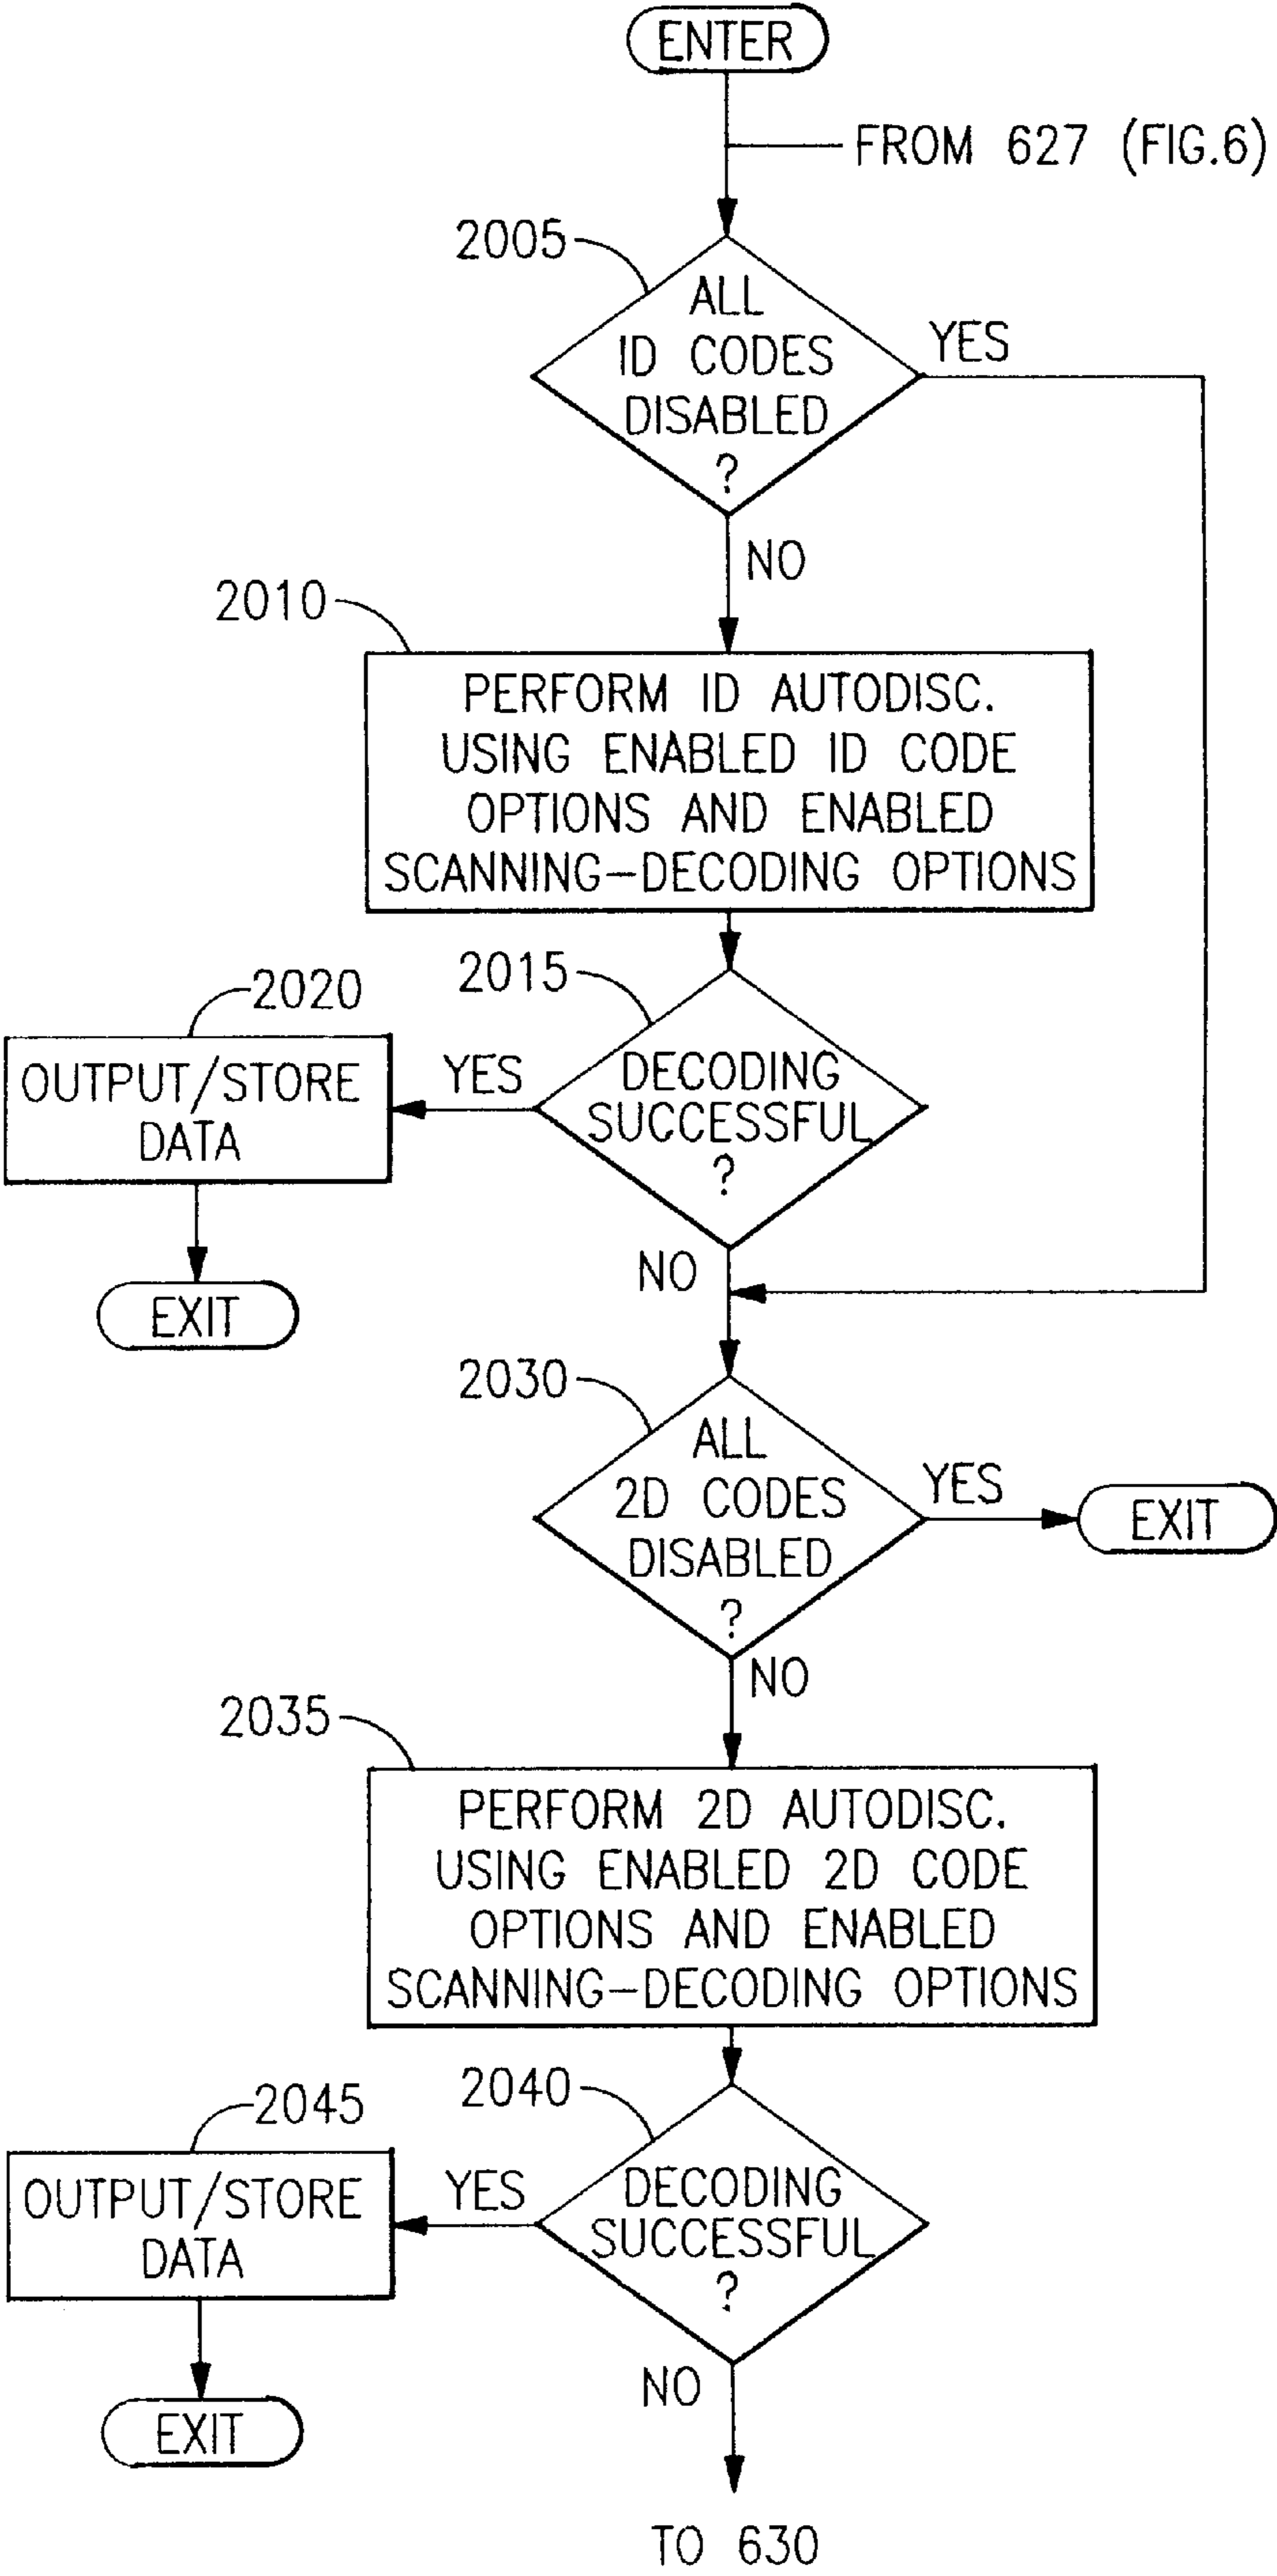 ENTER
FROM 627 (FIG.6)
2005
ALL
ID CODES
DISABLED
?
YES
NO
2010
PERFORM ID AUTODISC.
USING ENABLED ID CODE
OPTIONS AND ENABLED
SCANNING-DECODING OPTIONS
2015
2020
OUTPUT/STORE
DATA
YES
DECODING
SUCCESSFUL
?
NO
EXIT
2030
ALL
2D CODES
DISABLED
?
YES
EXIT
NO
2035
PERFORM 2D AUTODISC.
USING ENABLED 2D CODE
OPTIONS AND ENABLED
SCANNING-DECODING OPTIONS
2040
2045
OUTPUT/STORE
DATA
YES
DECODING
SUCCESSFUL
?
NO
EXIT
TO 630